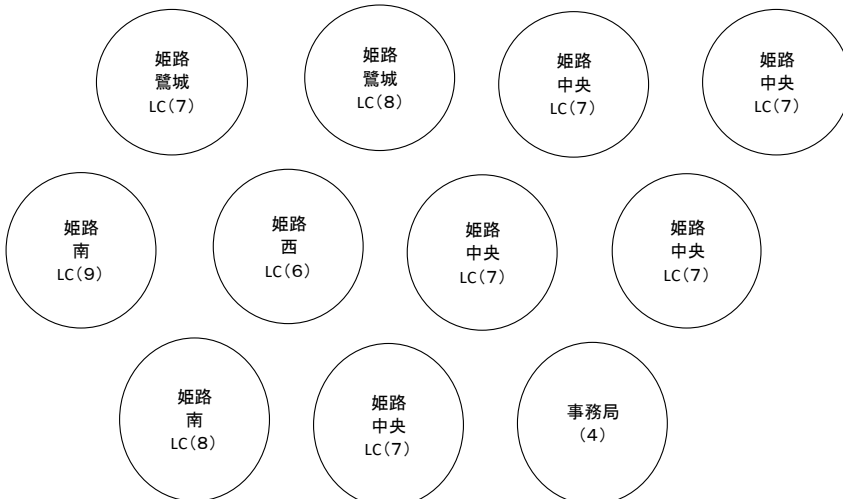 姫路
鷺城
LC(7)
姫路
鷺城
LC(8)
姫路
中央
LC(7)
姫路
中央
LC(7)
姫路
南
LC(9)
姫路
西
LC(6)
姫路
中央
LC(7)
姫路
中央
LC(7)
姫路
南
LC(8)
姫路
中央
LC(7)
事務局
(4)